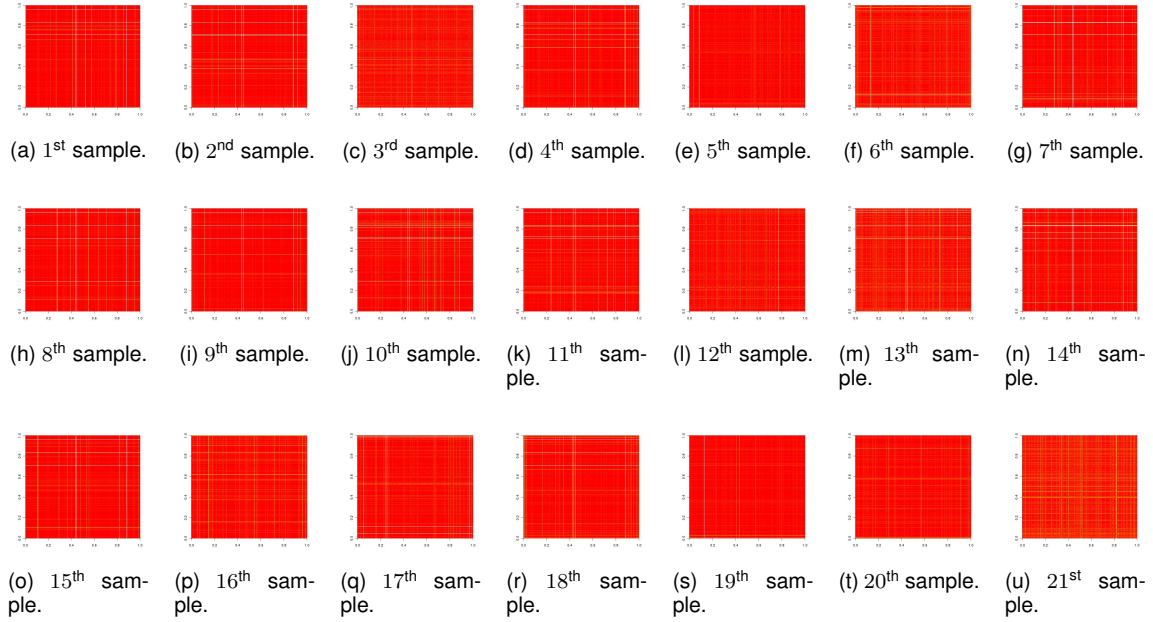 (a) 1st sample. (b) 2nd sample. (c) 3rd sample. (d) 4th sample. (e) 5th sample. (f) 6th sample. (g) 7th sample.
(h) 8th sample. (i) 9th sample. (j) 10th sample. (k) 11th sam- (l) 12th sample. (m) 13th sam- (n) 14th sample.
ple. ple.
(o) 15th sam- (p) 16th sam- (q) 17th sam- (r) 18th sam- (s) 19th sam- (t) 20th sample. (u) 21st sam-
ple. ple. ple. ple. ple. ple.